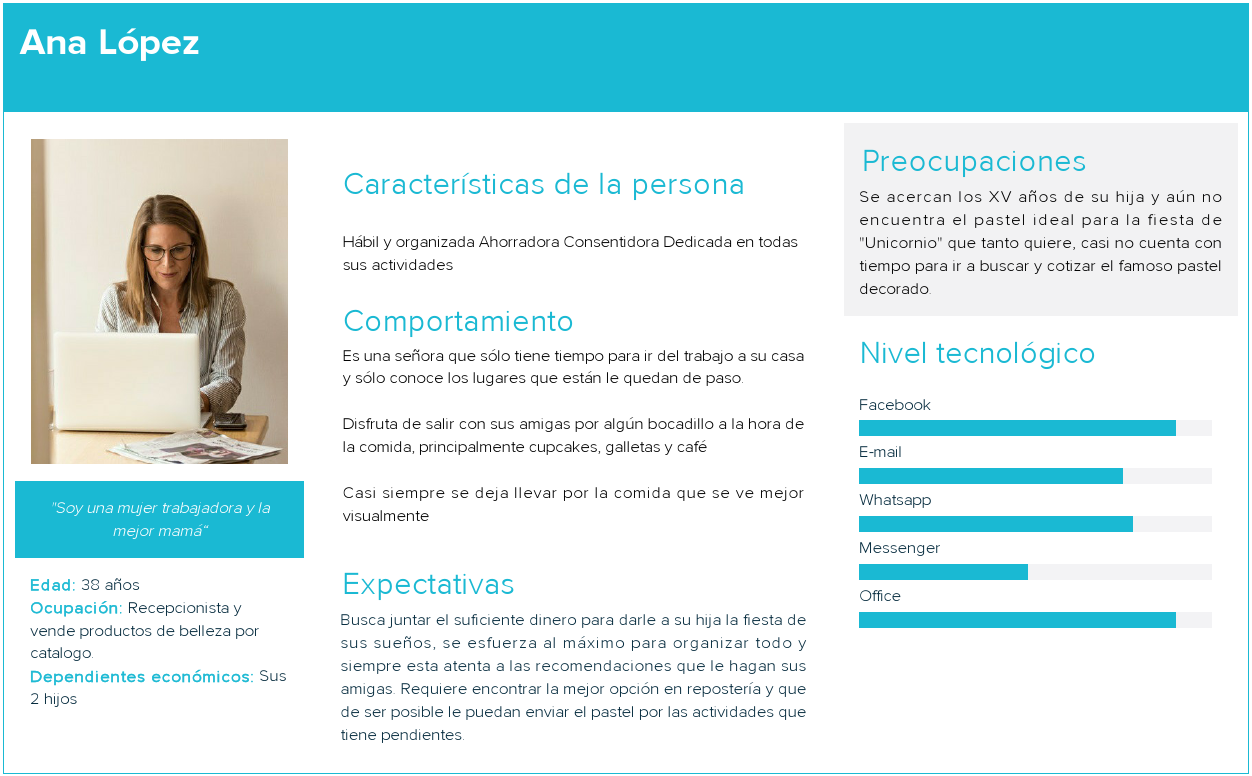 Ana López
"Soy una mujer trabajadora y la
mejor mamá“
Edad: 38 años
Ocupación: Recepcionista y
vende productos de belleza por
catalogo.
Dependientes económicos: Sus
2 hijos
Características de la persona
Hábil y organizada Ahorradora Consentidora Dedicada en todas
sus actividades
Comportamiento
Es una señora que sólo tiene tiempo para ir del trabajo a su casa
y sólo conoce los lugares que están le quedan de paso.
Disfruta de salir con sus amigas por algún bocadillo a la hora de
la comida, principalmente cupcakes, galletas y café
Casi siempre se deja llevar por la comida que se ve mejor
visualmente
Expectativas
Busca juntar el suficiente dinero para darle a su hija la fiesta de
sus sueños, se esfuerza al máximo para organizar todo y
siempre esta atenta a las recomendaciones que le hagan sus
amigas. Requiere encontrar la mejor opción en repostería y que
de ser posible le puedan enviar el pastel por las actividades que
tiene pendientes.
Preocupaciones
Se acercan los XV años de su hija y aún no
encuentra el pastel ideal para la fiesta de
"Unicornio" que tanto quiere, casi no cuenta con
tiempo para ir a buscar y cotizar el famoso pastel
decorado.
Nivel tecnológico
Facebook
E-mail
Whatsapp
Messenger
Office